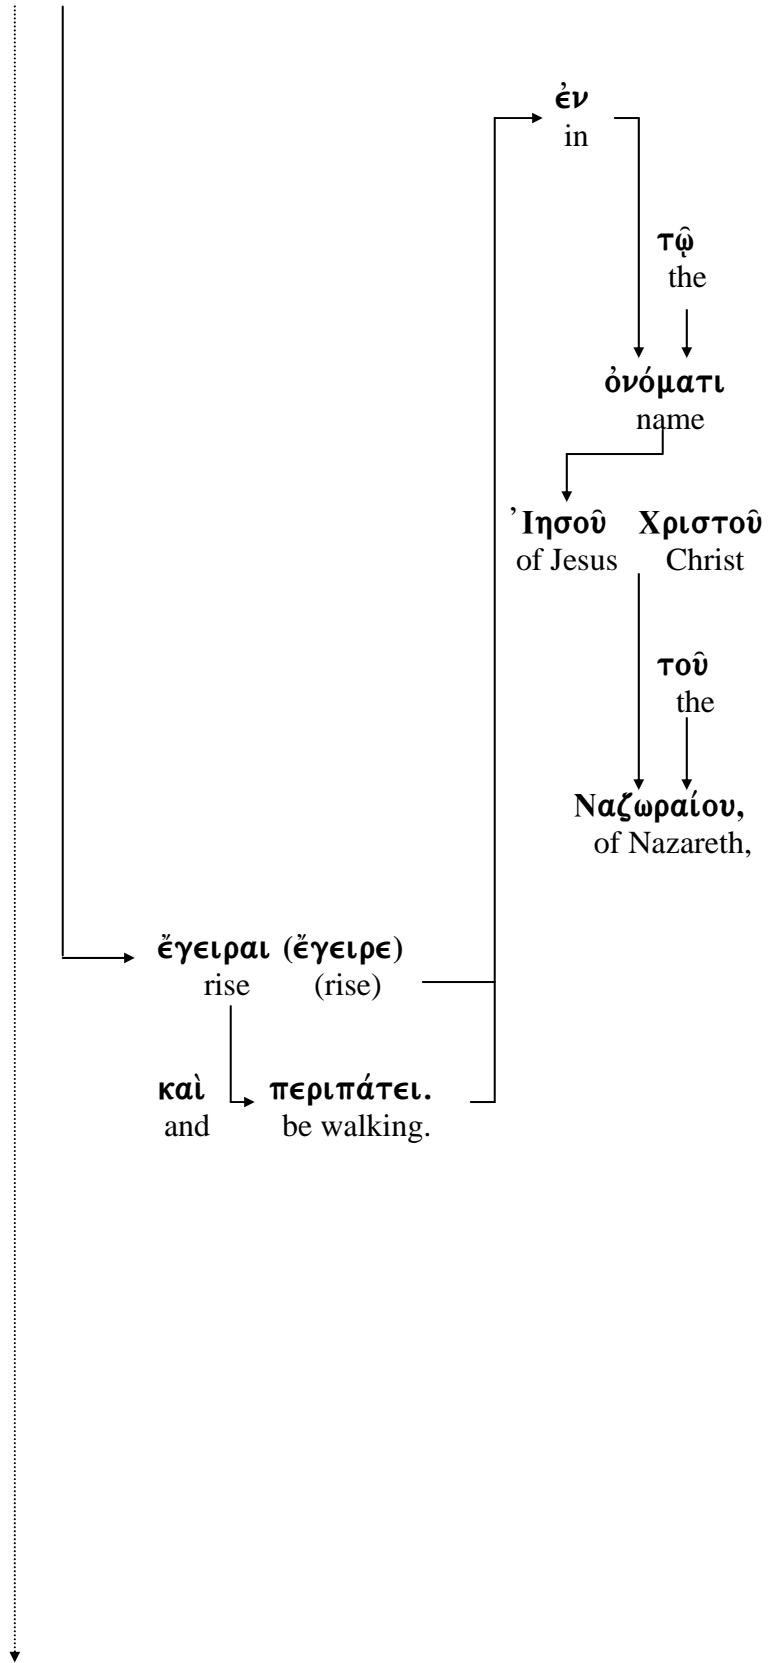 ἐν
in
τῷ
the
ὀνόματι
name
Ἰησοῦ Χριστοῦ
of Jesus Christ
τοῦ
the
Ναζωραίου,
of Nazareth,
ἔγειραι (ἔγειρε)
rise (rise)
καὶ περιπάτει.
and be walking.